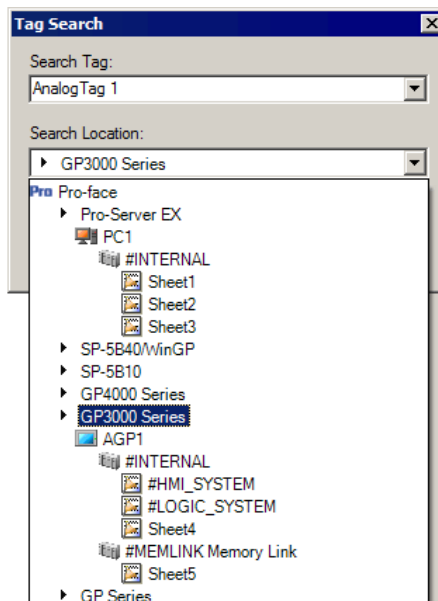 Tag Search
Search Tag:
AnalogTag 1
Search Location:
GP3000 Series
Pro Pro-face
Pro-Server EX
PC1
#INTERNAL
Sheet1
Sheet2
Sheet3
SP-5B40/WinGP
SP-5B10
GP4000 Series
GP3000 Series
AGP1
#INTERNAL
#HMI_SYSTEM
#LOGIC_SYSTEM
Sheet4
#MEMLINK Memory Link
Sheet5
GP Series